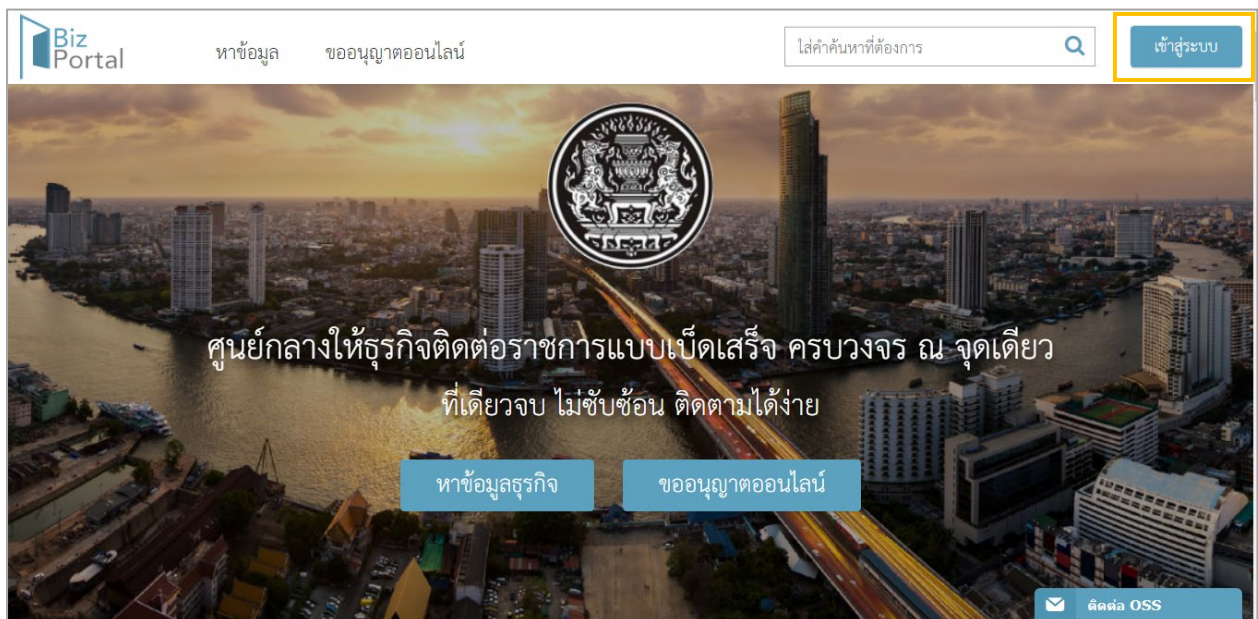 Biz
Portal
หาข้อมูล
ขออนุญาตออนไลน์
ใส่คำค้นหาที่ต้องการ
เข้าสู่ระบบ
ศูนย์กลางให้ธุรกิจติดต่อราชการแบบเบ็ดเสร็จ ครบวงจร ณ จุดเดียว
ที่เดียวจบ ไม่ซับซ้อน ติดตามได้ง่าย
หาข้อมูลธุรกิจ
ขออนุญาตออนไลน์
ติดต่อ OSS